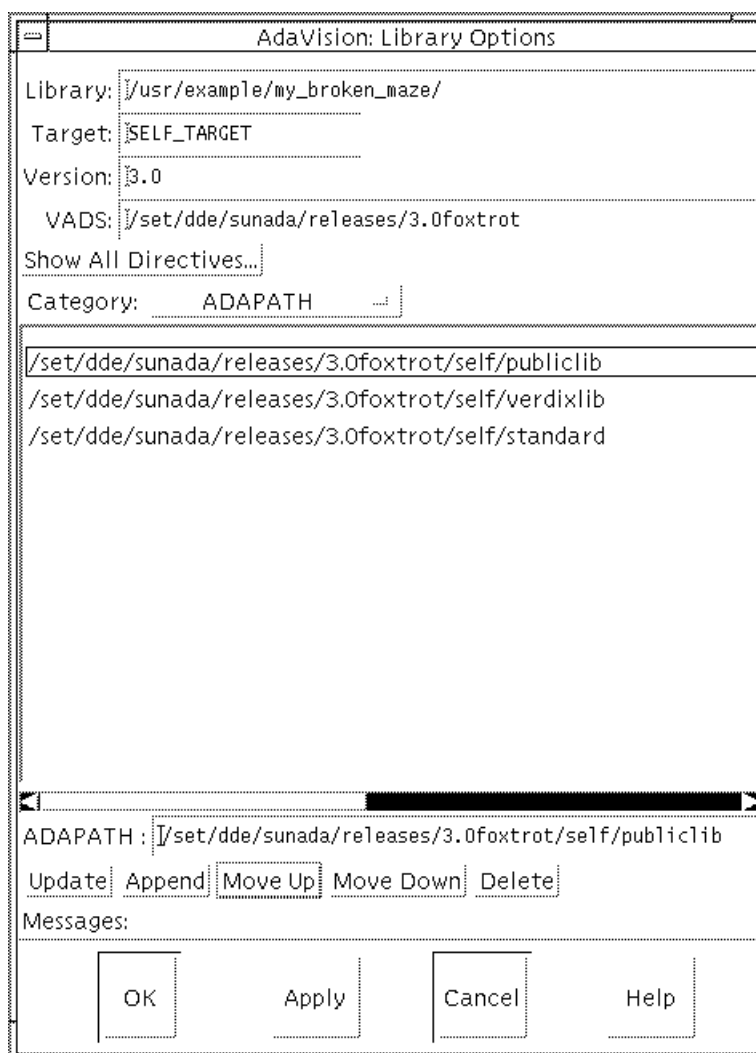 AdaVision: Library Options
Library: /usr/example/my_broken_maze/
Target: SELF_TARGET
Version: 3.0
VADS: /set/dde/sunada/releases/3.0foxtrot
Show All Directives...
Category: ADAPATH
/set/dde/sunada/releases/3.0foxtrot/self/publiclib
/set/dde/sunada/releases/3.0foxtrot/self/verdixlib
/set/dde/sunada/releases/3.0foxtrot/self/standard
ADAPATH : /set/dde/sunada/releases/3.0foxtrot/self/publiclib
Update Append Move Up Move Down Delete
Messages:
OK Apply Cancel Help